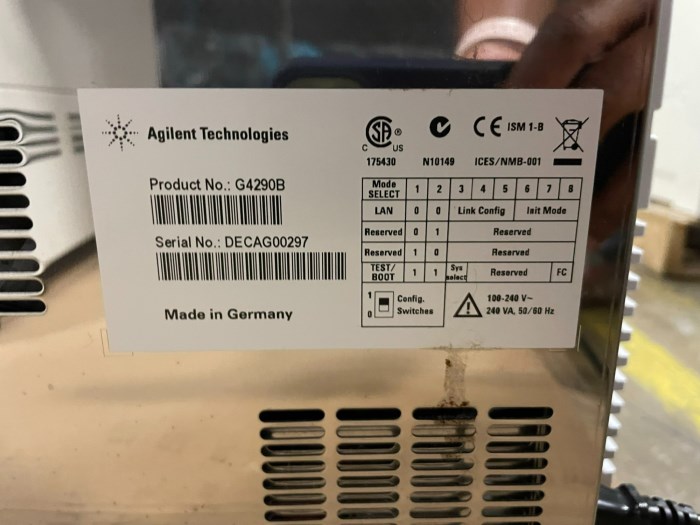 Agilent Technologies
Product No.: G4290B
Serial No.: DECAG00297
Made in Germany
C SA ® US
CE ISM 1-B
175430 N10149 ICES/NMB-001
Mode SELECT 1 2 3 4 5 6 7 8
LAN 0 0 Link Config Init Mode
Reserved 0 1 Reserved
Reserved 1 0 Reserved
TEST/ BOOT 1 1 Sys select Reserved FC
1 0 Config. Switches
100-240 V~
240 VA, 50/60 Hz